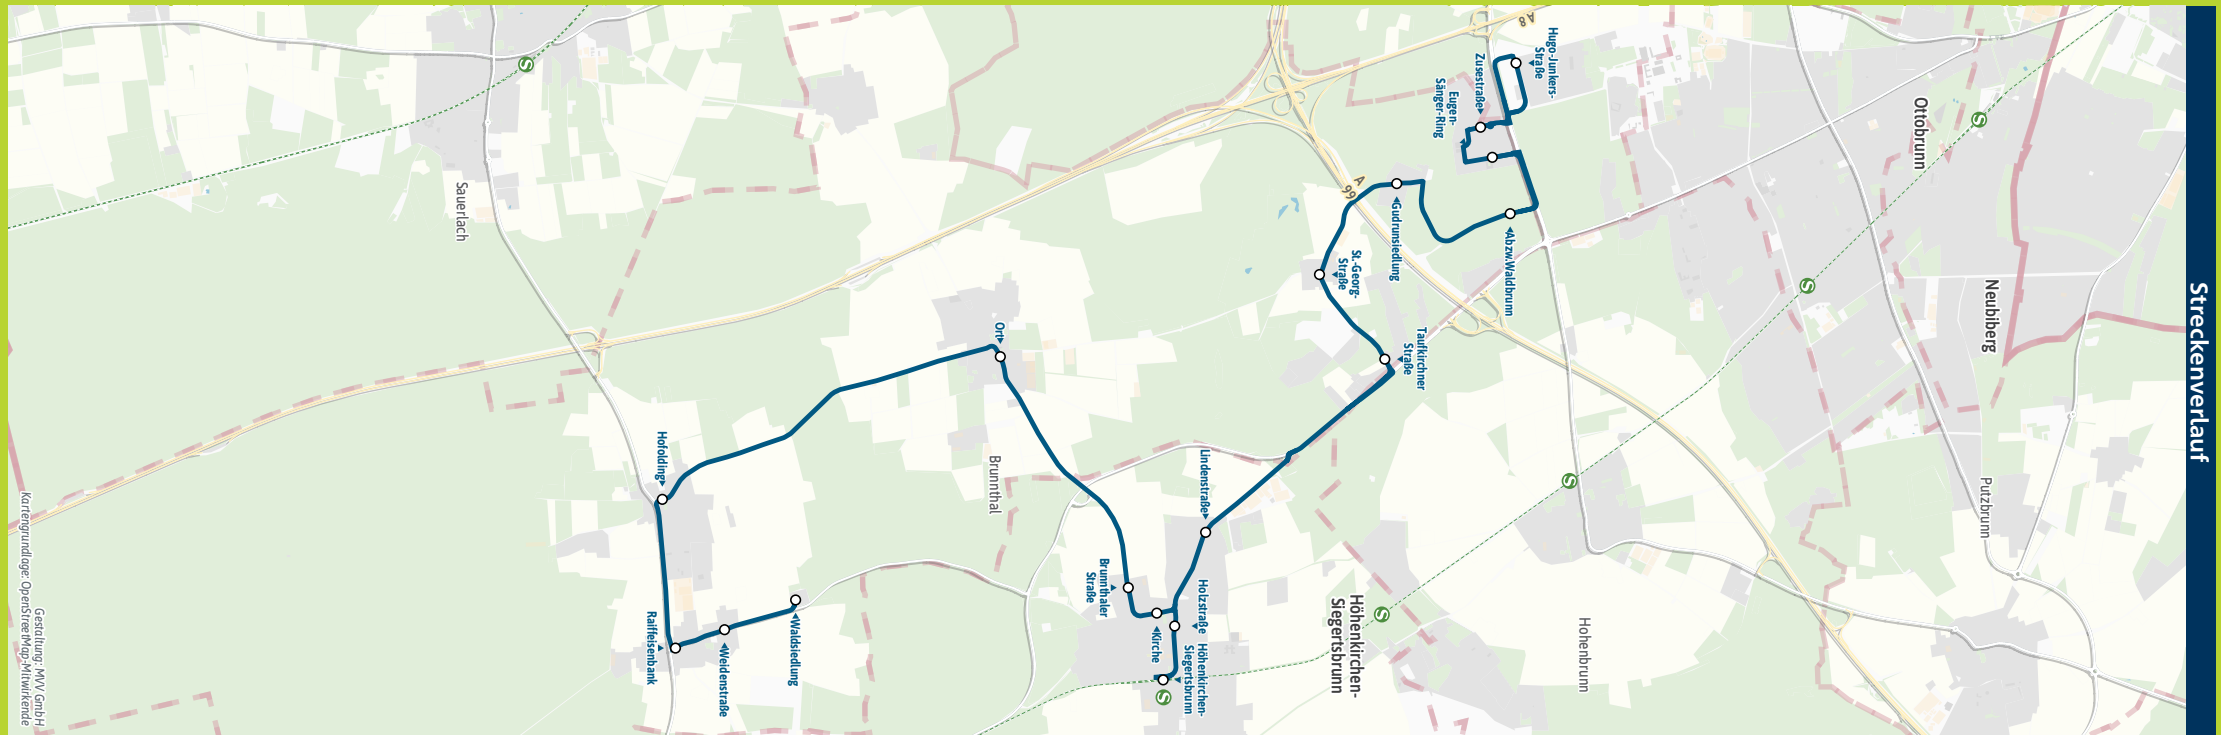 Streckenverlauf
Ottobrunn
Neubiberg
Putzbrunn
A 8
Hugo-Junkers-
Straße
Zusestraße
Eugen-
Sänger-Ring
Abzw.Waldbrunn
A
99
Gudrunsiedlung
St.-Georg-
Straße
Taufkirchner
Straße
Hohenbrunn
Höhenkirchen-
Siegertsbrunn
Lindenstraße
Holzstraße
Höhenkirchen-
Siegertsbrunn
S
S
S
S
S
S
Kirche
Brunnthaler
Straße
Ort
Brunnthal
Sauerlach
Hofolding
Raiffeisenbank
Weidenstraße
Waldsiedlung
Gestaltung: MVV GmbH
Kartengrundlage: OpenStreetMap-Mitwirkende